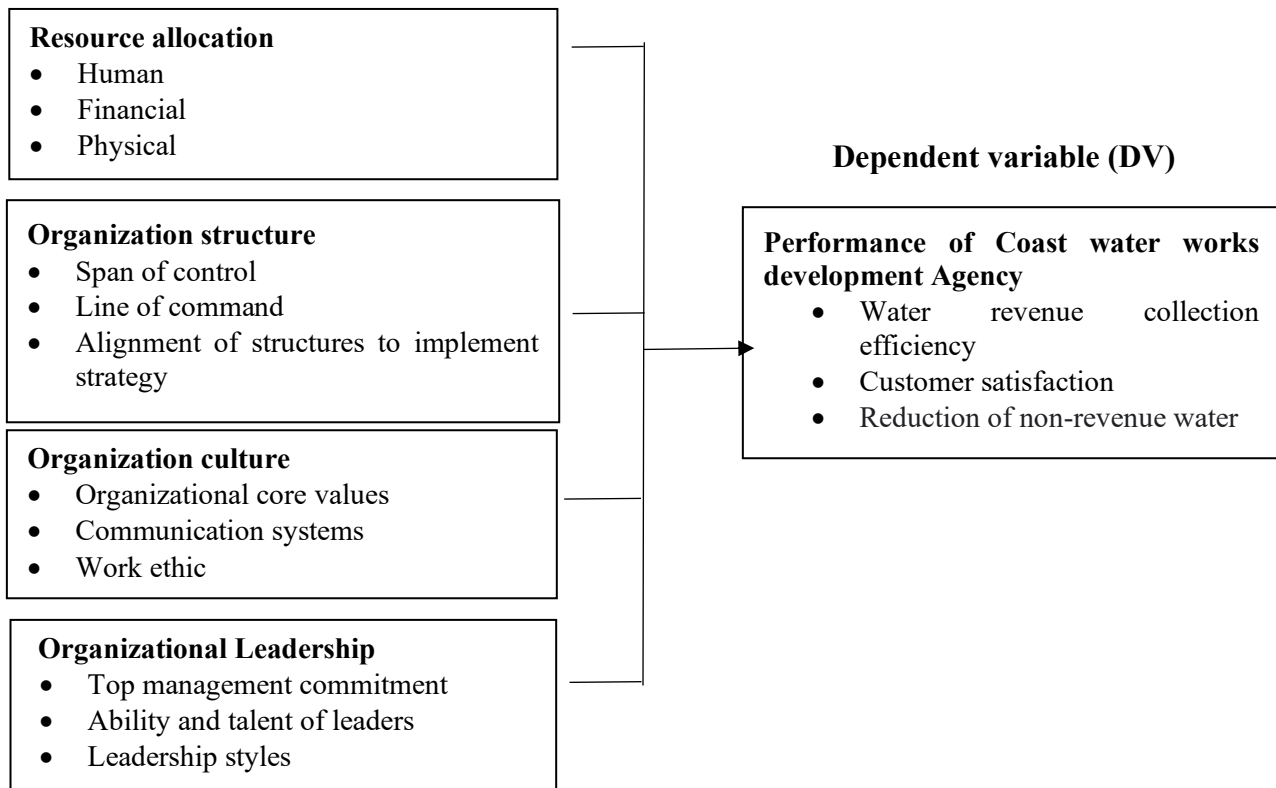 Resource allocation
• Human
• Financial
• Physical
Organization structure
• Span of control
• Line of command
• Alignment of structures to implement
strategy
Organization culture
• Organizational core values
• Communication systems
• Work ethic
Organizational Leadership
• Top management commitment
• Ability and talent of leaders
• Leadership styles
Dependent variable (DV)
Performance of Coast water works
development Agency
• Water revenue collection
efficiency
• Customer satisfaction
• Reduction of non-revenue water